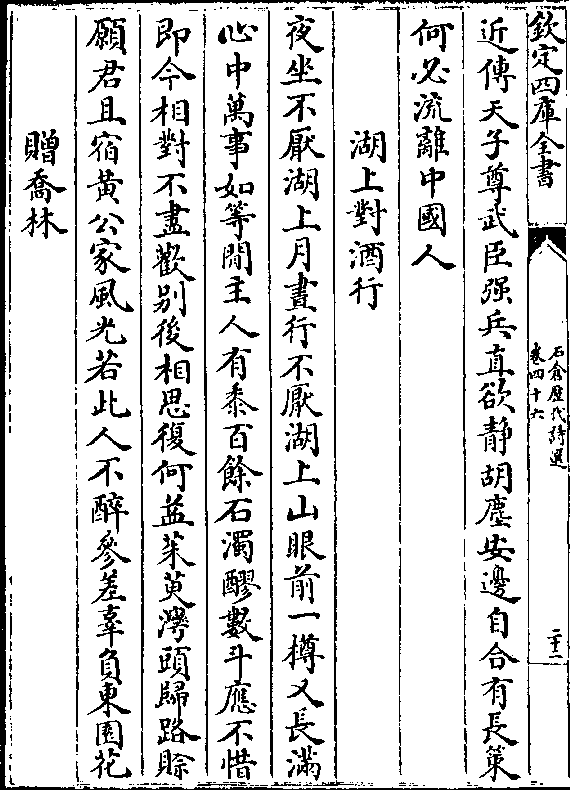 欽定四庫全書
石倉歷代詩選
卷四十六
二十二
近傳天子尊武臣强兵直欲静胡塵安邊自合有長策
何必流離中國人
湖上對酒行
夜坐不厭湖上月晝行不厭湖上山眼前一樽又長滿
心中萬事如等閒主人有黍百餘石濁醪數斗應不惜
即今相對不盡歡别後相思復何益茱萸灣頭歸路賒
願君且宿黄公家風光若此人不醉參差辜負東園花
贈喬林